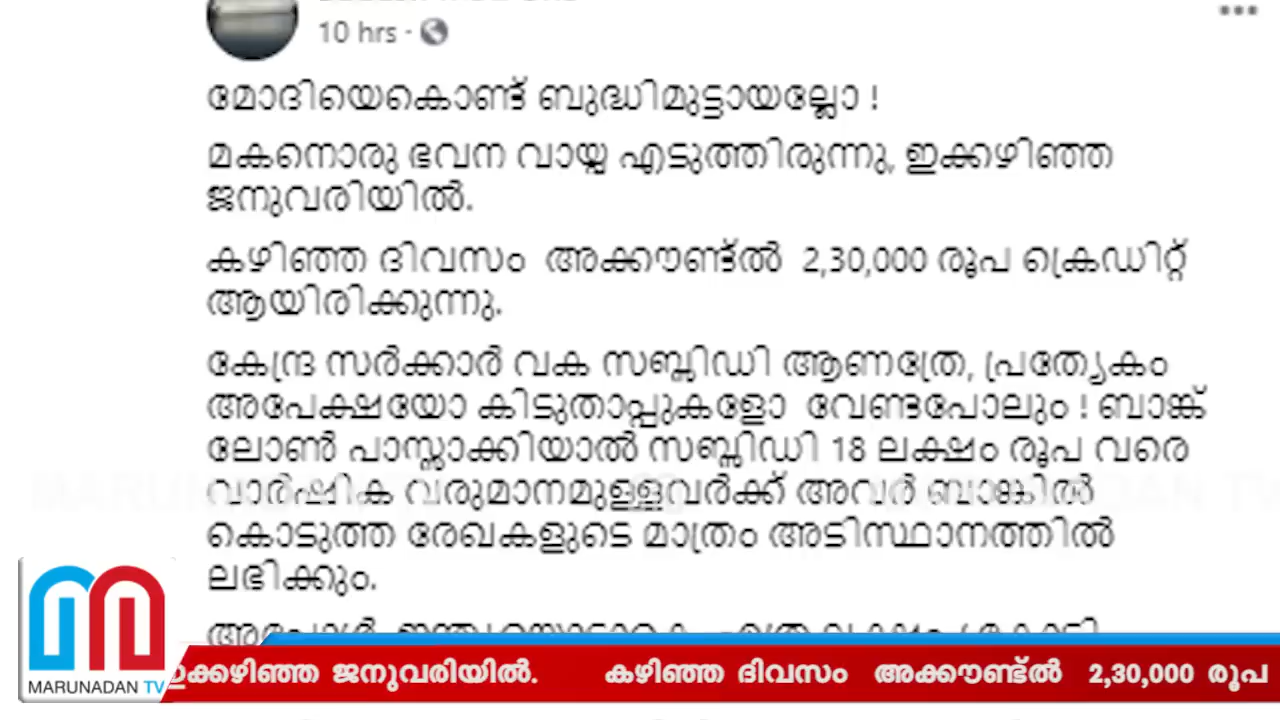 10 hrs ·
മോദിയെകൊണ്ട് ബുദ്ധിമുട്ടായല്ലോ !
മകനൊരു ഭവന വായ്പ എടുത്തിരുന്നു, ഇക്കഴിഞ്ഞ
ജനുവരിയിൽ.
കഴിഞ്ഞ ദിവസം അക്കൗണ്ട്ൽ 2,30,000 രൂപ ക്രെഡിറ്റ്
ആയിരിക്കുന്നു.
കേന്ദ്ര സർക്കാർ വക സബ്സിഡി ആണത്രേ, പ്രത്യേകം
അപേക്ഷയോ കിടുതാപ്പുകളോ വേണ്ടപോലും ! ബാങ്ക്
ലോൺ പാസ്സാക്കിയാൽ സബ്സിഡി 18 ലക്ഷം രൂപ വരെ
വാർഷിക വരുമാനമുള്ളവർക്ക് അവർ ബാങ്കിൽ
കൊടുത്ത രേഖകളുടെ മാത്രം അടിസ്ഥാനത്തിൽ
ലഭിക്കും.
MARUNADAN TV
ഇക്കഴിഞ്ഞ ജനുവരിയിൽ. കഴിഞ്ഞ ദിവസം അക്കൗണ്ട്ൽ 2,30,000 രൂപ